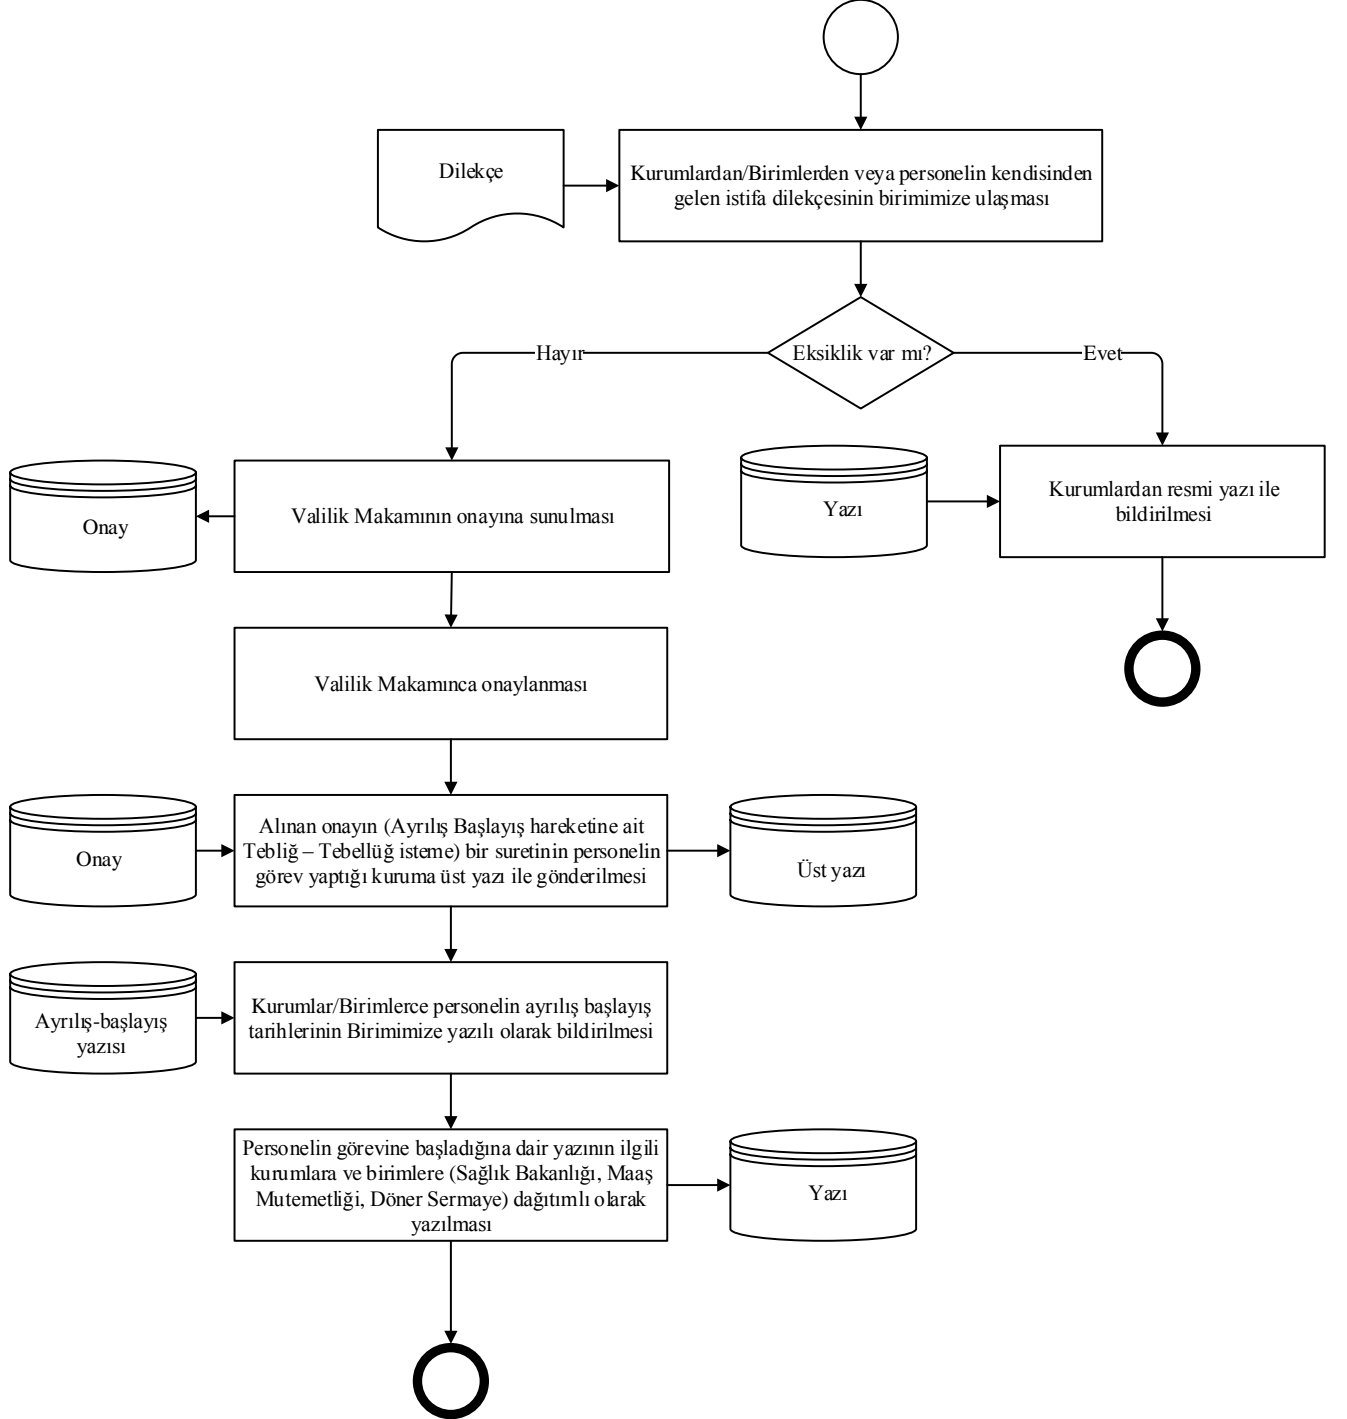 Dilekçe
Kurumlardan/Birimlerden veya personelin kendisinden
gelen istifa dilekçesinin birimimize ulaşması
Hayır
Eksiklik var mı?
Evet
Onay
Valilik Makamının onayına sunulması
Yazı
Kurumlardan resmi yazı ile
bildirilmesi
Valilik Makamınca onaylanması
Onay
Alınan onayın (Ayrılış Başlayış hareketine ait
Tebliğ – Tebellüğ isteme) bir suretinin personelin
görev yaptığı kuruma üst yazı ile gönderilmesi
Üst yazı
Ayrılış-başlayış
yazısı
Kurumlar/Birimlerce personelin ayrılış başlayış
tarihlerinin Birimimize yazılı olarak bildirilmesi
Personelin görevine başladığına dair yazının ilgili
kurumlara ve birimlere (Sağlık Bakanlığı, Maaş
Mutemetliği, Döner Sermaye) dağıtımlı olarak
yazılması
Yazı